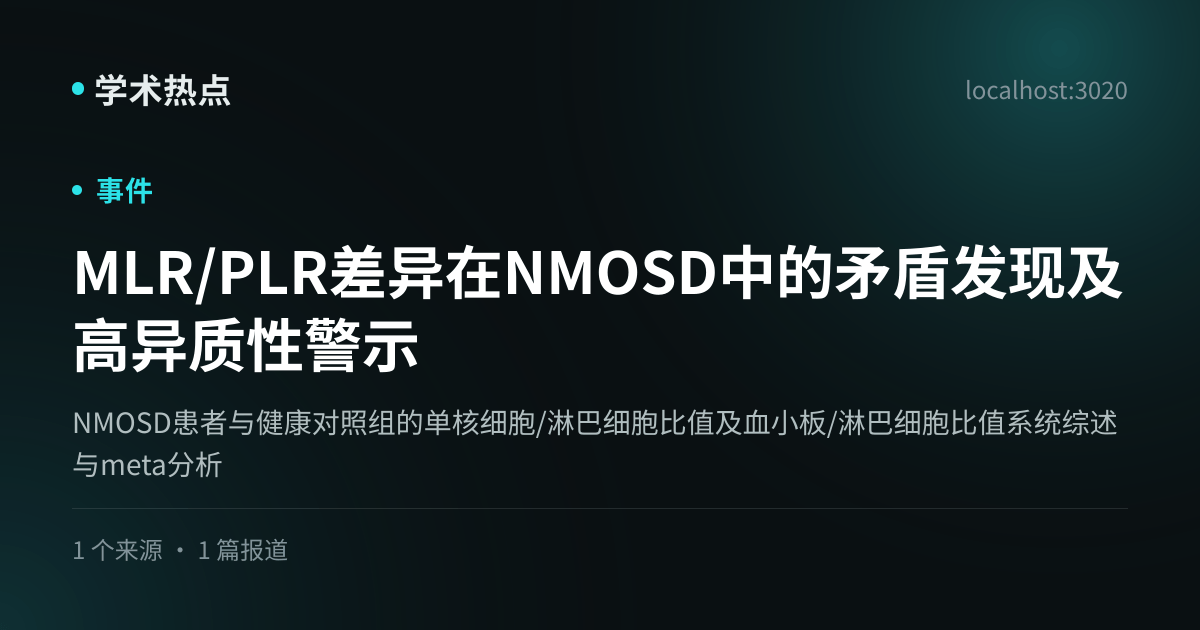 学术热点
localhost:3020
事件
MLR/PLR差异在NMOSD中的矛盾发现及
高异质性警示
NMOSD患者与健康对照组的单核细胞/淋巴细胞比值及血小板/淋巴细胞比值系统综述
与meta分析
1 个来源 · 1 篇报道